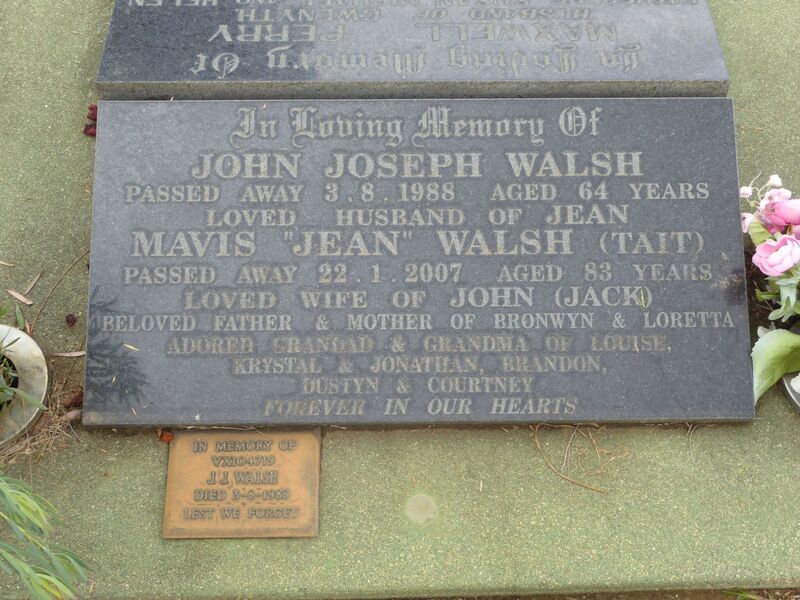 HUSBAND OF GWENYTH
MAXWELL PERRY
In Loving Memory Of
In Loving Memory Of
JOHN JOSEPH WALSH
PASSED AWAY 3.8.1988 AGED 64 YEARS
LOVED HUSBAND OF JEAN
MAVIS "JEAN" WALSH (TAIT)
PASSED AWAY 22.1.2007 AGED 83 YEARS
LOVED WIFE OF JOHN (JACK)
BELOVED FATHER & MOTHER OF BRONWYN & LORETTA
ADORED GRANDAD & GRANDMA OF LOUISE,
KRYSTAL & JONATHAN, BRANDON,
DUSTYN & COURTNEY
FOREVER IN OUR HEARTS
IN MEMORY OF
VX104719
J.J. WALSH
DIED 3-8-1988
LEST WE FORGET